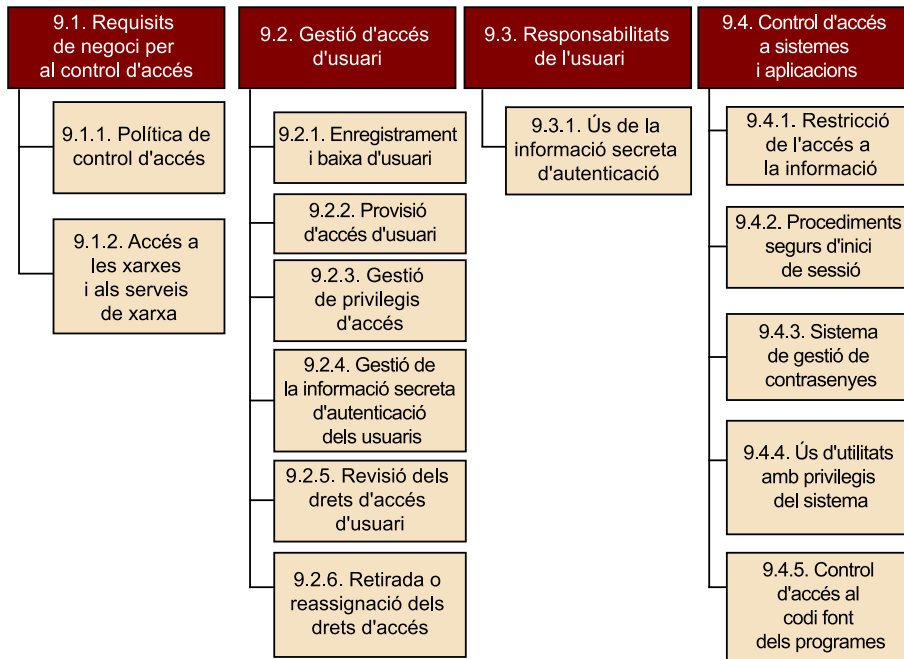 9.1. Requisits
de negoci per
al control d'accés
9.1.1. Política de
control d'accés
9.1.2. Accés a
les xarxes
i als serveis
de xarxa
9.2. Gestió d'accés
d'usuari
9.2.1. Enregistrament
i baixa d'usuari
9.2.2. Provisió
d'accés d'usuari
9.2.3. Gestió
de privilegis
d'accés
9.2.4. Gestió de
la informació secreta
d'autenticació
dels usuaris
9.2.5. Revisió dels
drets d'accés
d'usuari
9.2.6. Retirada o
reassignació dels
drets d'accés
9.3. Responsabilitats
de l'usuari
9.3.1. Ús de la
informació secreta
d'autenticació
9.4. Control d'accés
a sistemes
i aplicacions
9.4.1. Restricció
de l'accés a
la informació
9.4.2. Procediments
segurs d'inici
de sessió
9.4.3. Sistema
de gestió de
contrasenyes
9.4.4. Ús d'utilitats
amb privilegis
del sistema
9.4.5. Control
d'accés al
codi font
dels programes